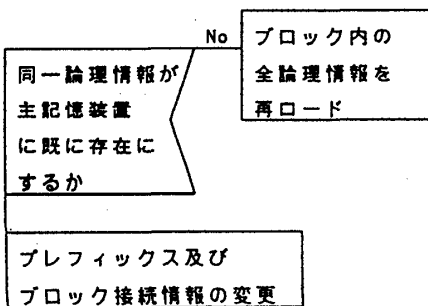 No
ブロック内の
全論理情報を
再ロード
同一論理情報が
主記憶装置
に既に存在に
するか
プレフィックス及び
ブロック接続情報の変更